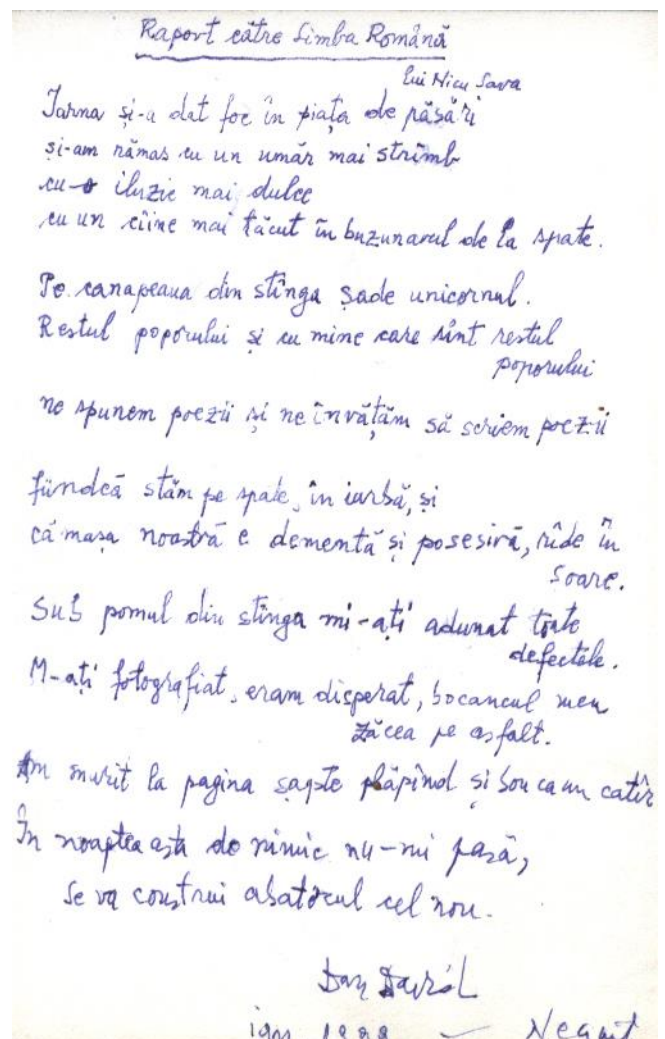 Raport către Limba Română
lui Nicu Sava
Iarna și-a dat foc în piața de păsări
și-am rămas cu un umăr mai strîmb
cu o iluzie mai dulce
cu un cîine mai tăcut în buzunarul de la spate.
Pe canapeaua din stînga șade unicornul.
Restul poporului și cu mine care sînt restul
poporului
ne spunem poezii și ne învățăm să scriem poezii
fiindcă stăm pe spate, în iarbă, și
că masa noastră e dementă și posesivă, rîde în
soare.
Sub pomul din stînga mi-ați adunat toate
defectele.
M-ați fotografiat, eram disperat, bocancul meu
zăcea pe asfalt.
Am murit la pagina șapte plăpînd și bou ca un catîr
În noaptea asta de nimic nu-mi pasă,
se va construi abatorul cel nou.
Dan David
ian